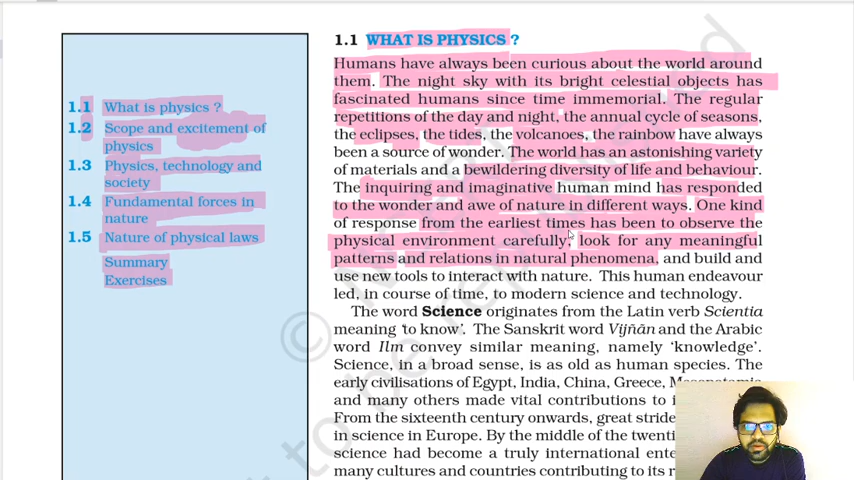 1.1 What is physics ?
1.2 Scope and excitement of
physics
1.3 Physics, technology and
society
1.4 Fundamental forces in
nature
1.5 Nature of physical laws
Summary
Exercises
1.1 WHAT IS PHYSICS ?
Humans have always been curious about the world around
them. The night sky with its bright celestial objects has
fascinated humans since time immemorial. The regular
repetitions of the day and night, the annual cycle of seasons,
the eclipses, the tides, the volcanoes, the rainbow have always
been a source of wonder. The world has an astonishing variety
of materials and a bewildering diversity of life and behaviour.
The inquiring and imaginative human mind has responded
to the wonder and awe of nature in different ways. One kind
of response from the earliest times has been to observe the
physical environment carefully, look for any meaningful
patterns and relations in natural phenomena, and build and
use new tools to interact with nature. This human endeavour
led, in course of time, to modern science and technology.
The word Science originates from the Latin verb Scientia
meaning ‘to know’. The Sanskrit word Vijñān and the Arabic
word Ilm convey similar meaning, namely ‘knowledge’.
Science, in a broad sense, is as old as human species. The
early civilisations of Egypt, India, China, Greece,
and many others made vital contributions to
From the sixteenth century onwards, great
in science in Europe. By the middle of the
science had become a truly international
many cultures and countries contributing to its